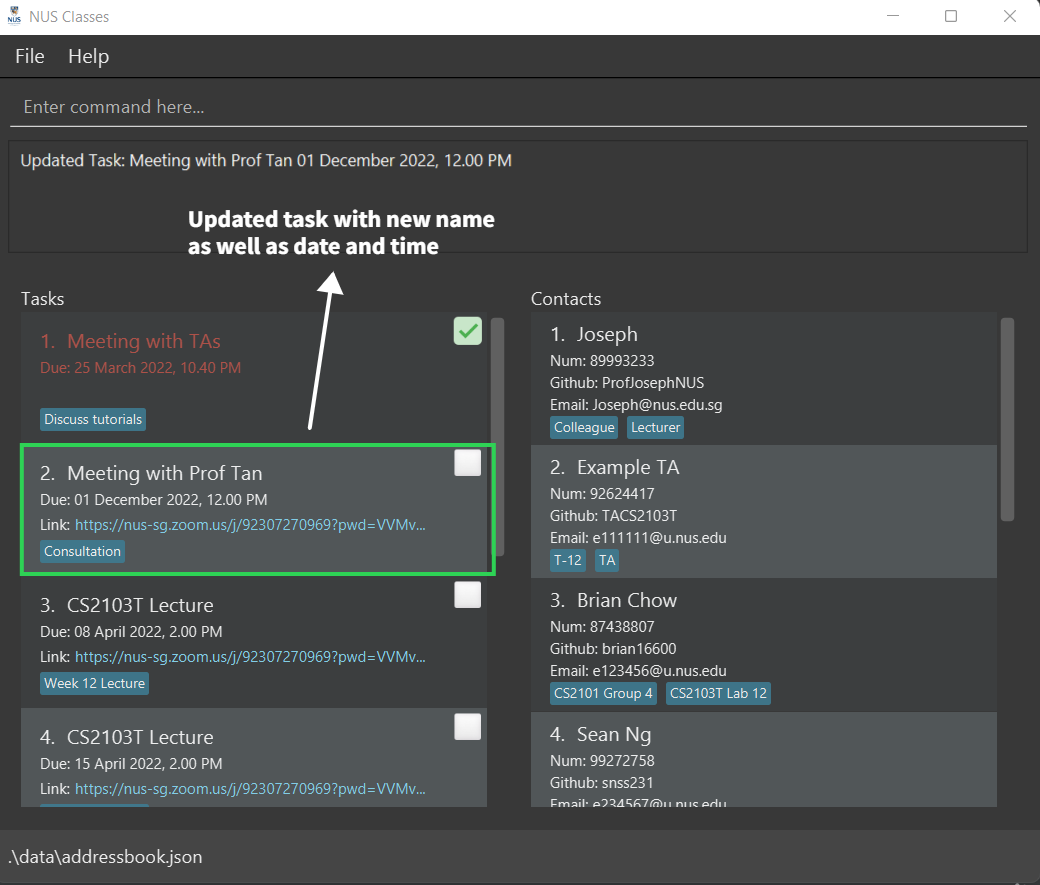 NUS Classes
File Help
Enter command here...
Updated Task: Meeting with Prof Tan 01 December 2022, 12.00 PM
Updated task with new name
as well as date and time
Tasks
1. Meeting with TAs
Due: 25 March 2022, 10.40 PM
Discuss tutorials
2. Meeting with Prof Tan
Due: 01 December 2022, 12.00 PM
Link: https://nus-sg.zoom.us/j/92307270969?pwd=VVMv...
Consultation
3. CS2103T Lecture
Due: 08 April 2022, 2.00 PM
Link: https://nus-sg.zoom.us/j/92307270969?pwd=VVMv...
Week 12 Lecture
4. CS2103T Lecture
Due: 15 April 2022, 2.00 PM
Link: https://nus-sg.zoom.us/j/92307270969?pwd=VVMv...
Contacts
1. Joseph
Num: 89993233
Github: ProfJosephNUS
Email: Joseph@nus.edu.sg
Colleague Lecturer
2. Example TA
Num: 92624417
Github: TACS2103T
Email: e111111@u.nus.edu
T-12 TA
3. Brian Chow
Num: 87438807
Github: brian16600
Email: e123456@u.nus.edu
CS2101 Group 4 CS2103T Lab 12
4. Sean Ng
Num: 99272758
Github: snss231
Email: e234567@u.nus.edu
.\data\addressbook.json